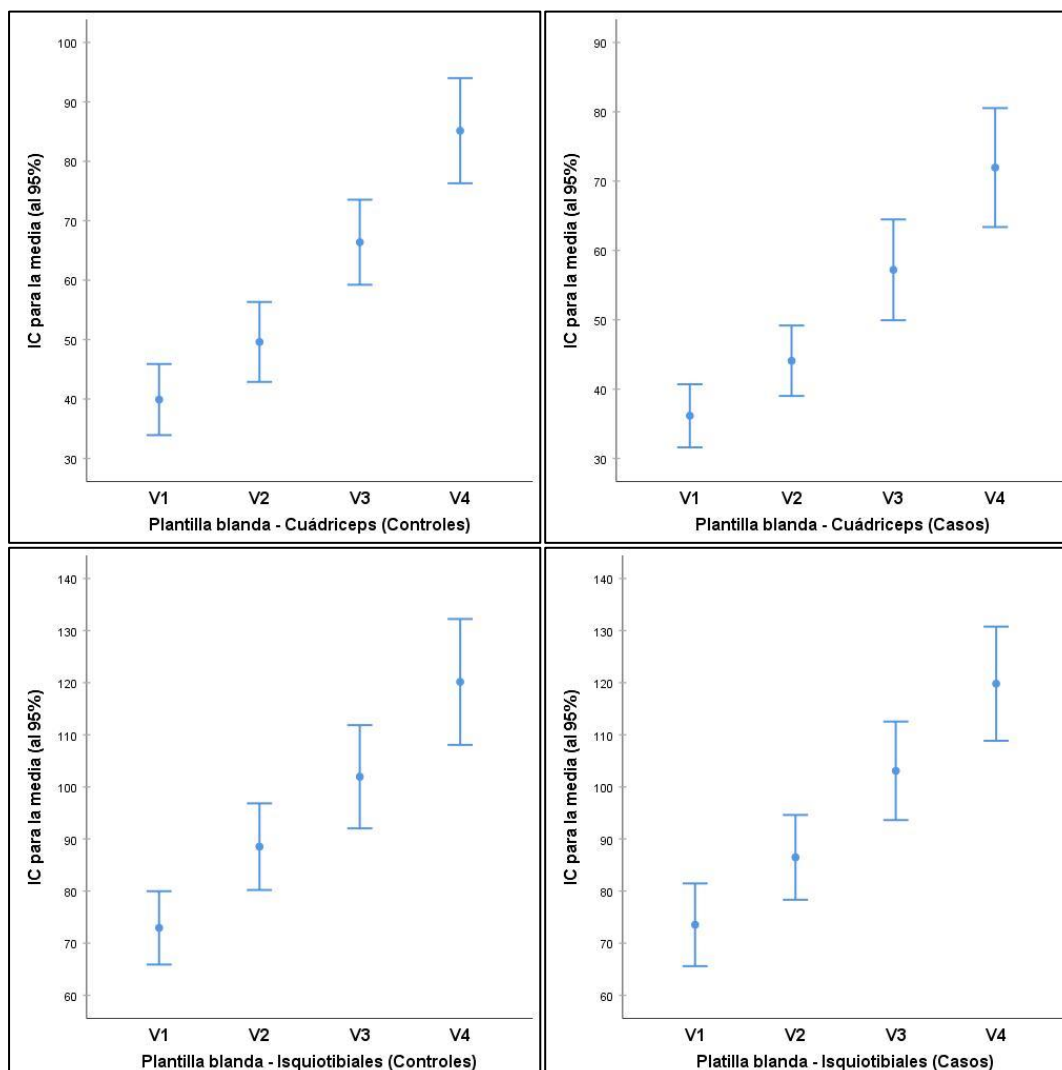 IC para la media (al 95%)
100
90
80
70
60
50
40
30
V1 V2 V3 V4
Plantilla blanda - Cuádriceps (Controles)
IC para la media (al 95%)
90
80
70
60
50
40
30
V1 V2 V3 V4
Plantilla blanda - Cuádriceps (Casos)
IC para la media (al 95%)
140
130
120
110
100
90
80
70
60
V1 V2 V3 V4
Plantilla blanda - Isquiotibiales (Controles)
IC para la media (al 95%)
140
130
120
110
100
90
80
70
60
V1 V2 V3 V4
Platilla blanda - Isquiotibiales (Casos)